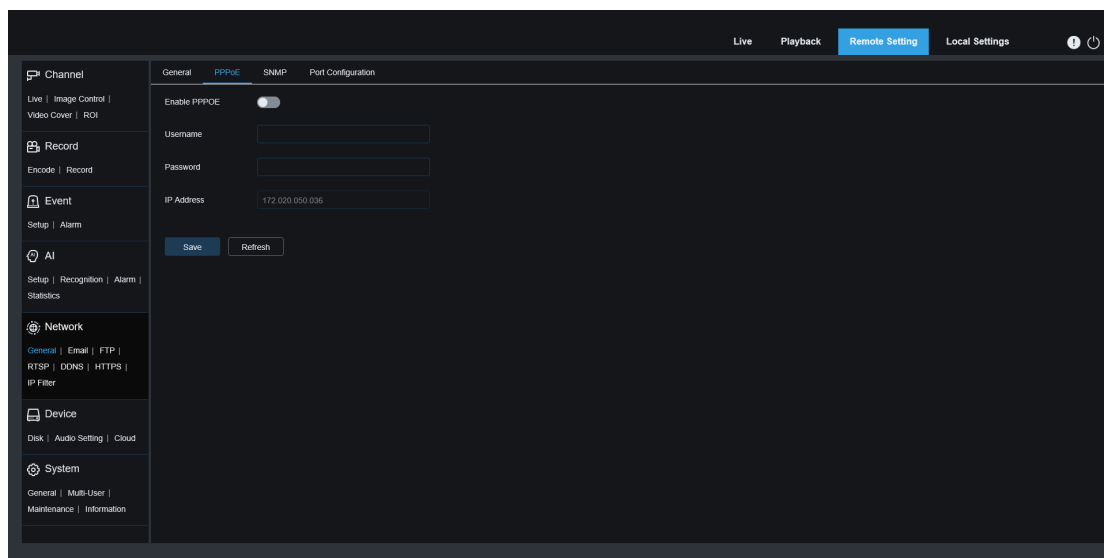 Live Playback Remote Setting Local Settings
Channel
Live | Image Control |
Video Cover | ROI
Record
Encode | Record
Event
Setup | Alarm
AI
Setup | Recognition | Alarm |
Statistics
Network
General | Email | FTP |
RTSP | DDNS | HTTPS |
IP Filter
Device
Disk | Audio Setting | Cloud
System
General | Multi-User |
Maintenance | Information
General PPPoE SNMP Port Configuration
Enable PPPOE
Username
Password
IP Address 172.020.050.036
Save Refresh